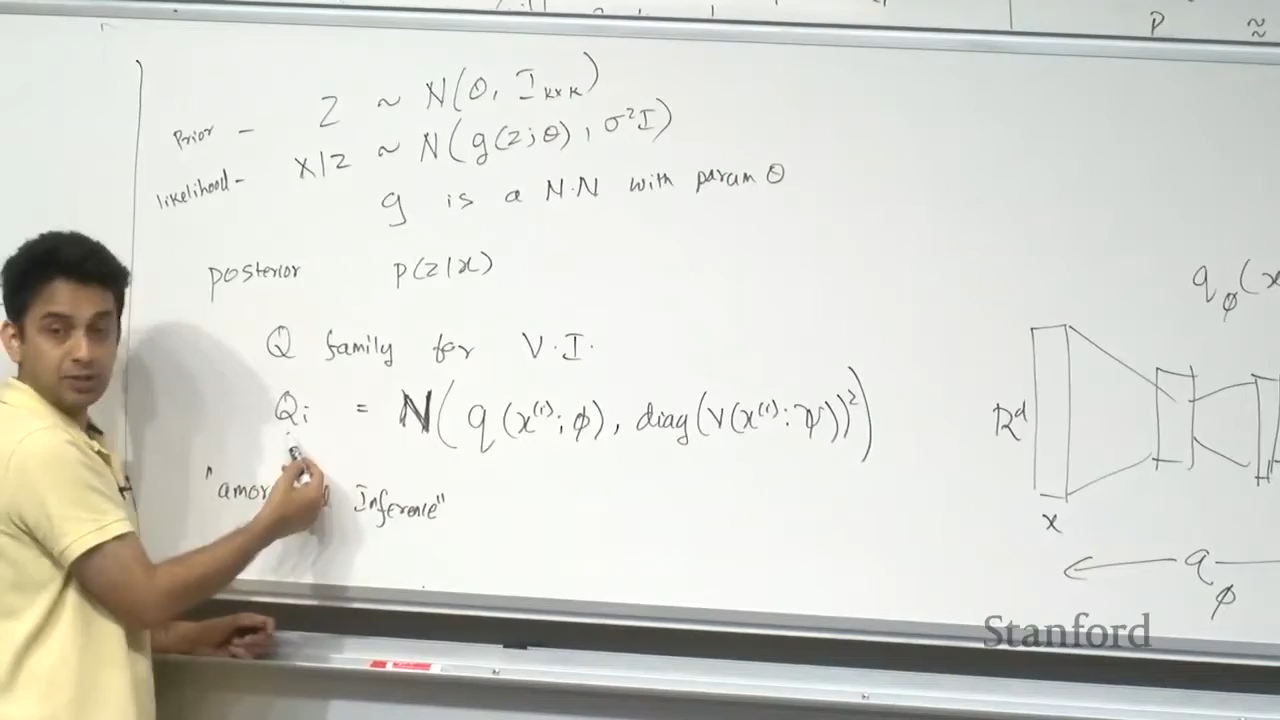 P ≈
Prior - Z ~ N(0, I_{k×k})
likelihood - x|z ~ N(g(z;θ), σ²I)
g is a N.N with param θ
posterior p(z|x)
Q family for V.I.
Qi = N(q(x⁽ⁱ⁾; φ), diag(v(x⁽ⁱ⁾: ψ))²)
Inference"
q_φ(x
R^d
x
q_φ
Stanford